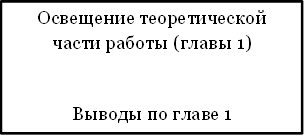 Освещение теоретической
части работы (главы 1)
Выводы по главе 1